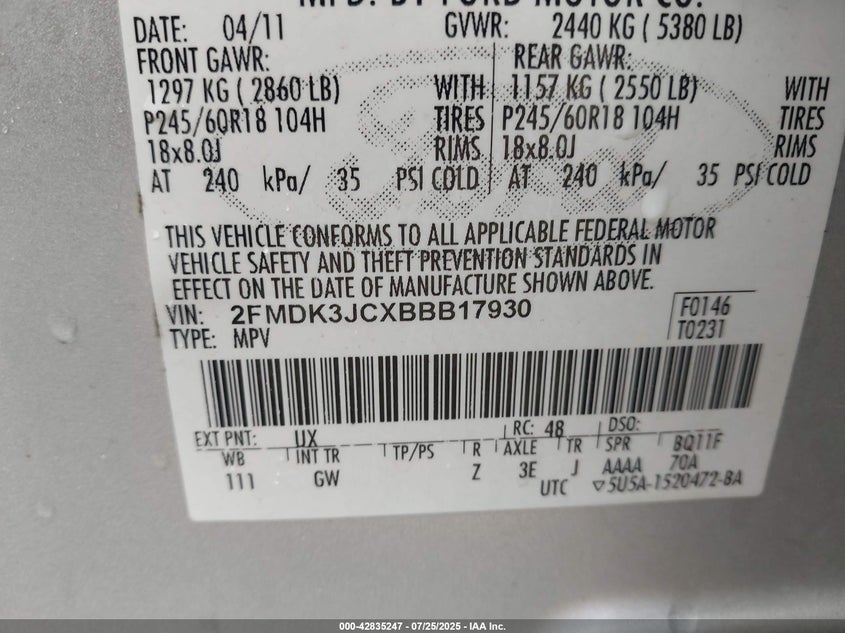 MFD. BY FORD MOTOR CO.
DATE: 04/11 GVWR: 2440 KG ( 5380 LB)
FRONT GAWR: REAR GAWR:
1297 KG ( 2860 LB) WITH 1157 KG ( 2550 LB) WITH
P245/60R18 104H TIRES P245/60R18 104H TIRES
18x8.0J RIMS 18x8.0J RIMS
AT 240 kPa/ 35 PSI COLD AT 240 kPa/ 35 PSI COLD
THIS VEHICLE CONFORMS TO ALL APPLICABLE FEDERAL MOTOR
VEHICLE SAFETY AND THEFT PREVENTION STANDARDS IN
EFFECT ON THE DATE OF MANUFACTURE SHOWN ABOVE.
VIN: 2FMDK3JCXBBB17930 F0146
TYPE: MPV T0231
EXT PNT: UX RC: 48 DSO:
WB INT TR TP/PS R AXLE TR SPR BQ11F
111 GW Z 3E J AAAA 70A
UTC ▽5U5A-1520472-BA
000-42835247 - 07/25/2025 - IAA Inc.